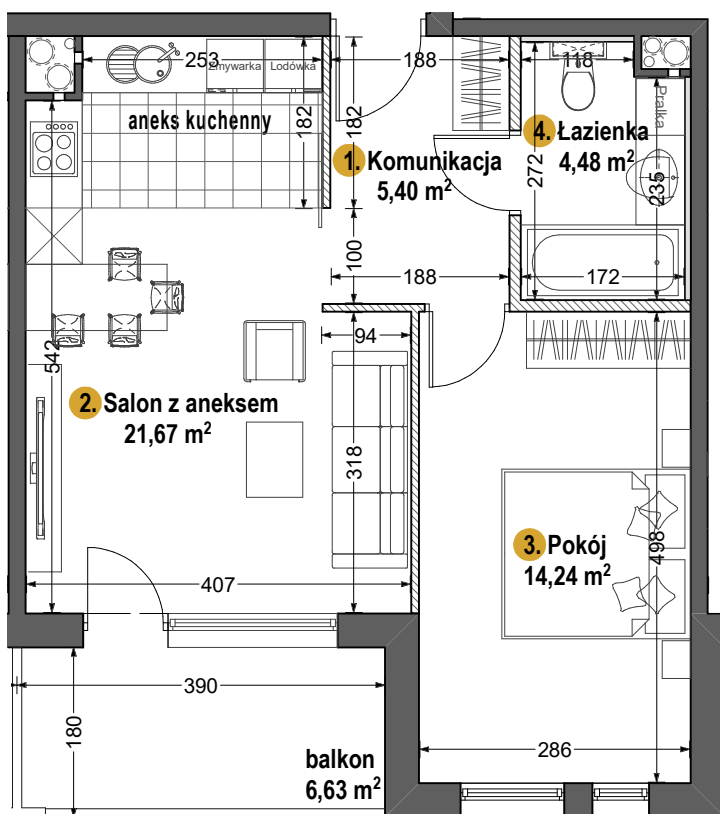 253
Zmywarka
Lodówka
188
118
Pralka
aneks kuchenny
182
182
4. Łazienka
4,48 m²
272
235
1. Komunikacja
5,40 m²
100
188
172
94
542
2. Salon z aneksem
21,67 m²
318
498
3. Pokój
14,24 m²
407
390
180
286
balkon
6,63 m²